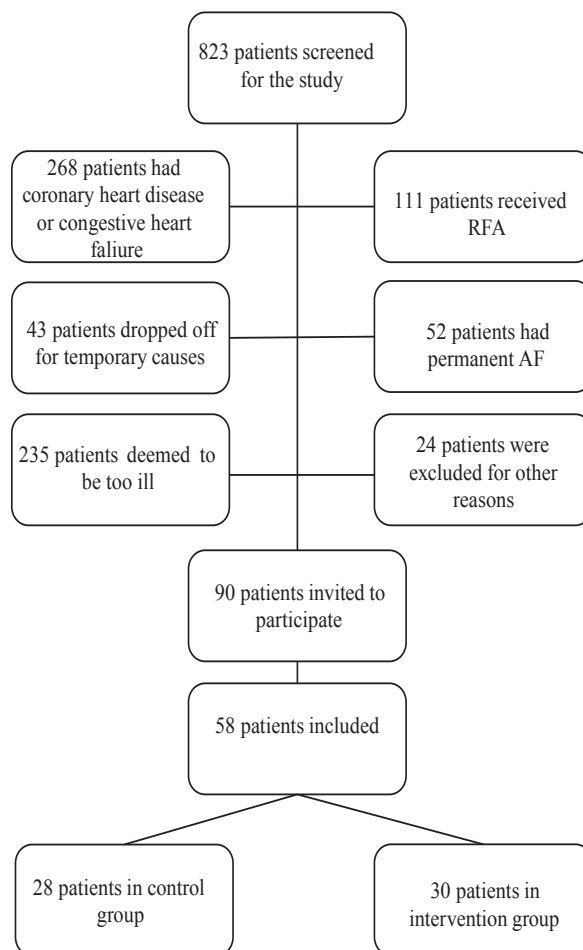 823 patients screened
for the study
268 patients had
coronary heart disease
or congestive heart
faliure
111 patients received
RFA
43 patients dropped off
for temporary causes
52 patients had
permanent AF
235 patients deemed to
be too ill
24 patients were
excluded for other
reasons
90 patients invited to
participate
58 patients included
28 patients in control
group
30 patients in
intervention group